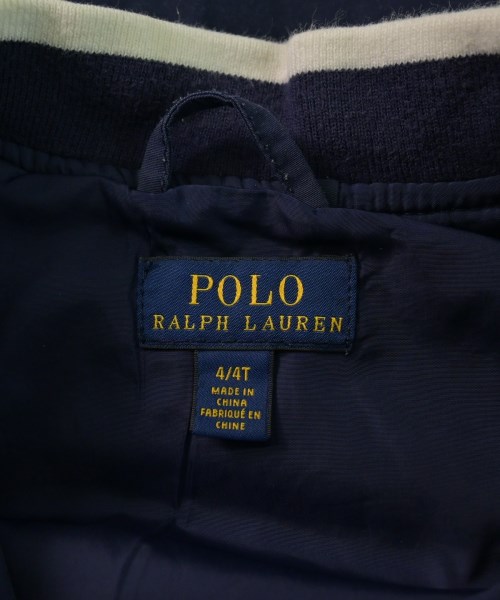 POLO
RALPH LAUREN
4/4T
MADE IN
CHINA
FABRIQUÉ EN
CHINE